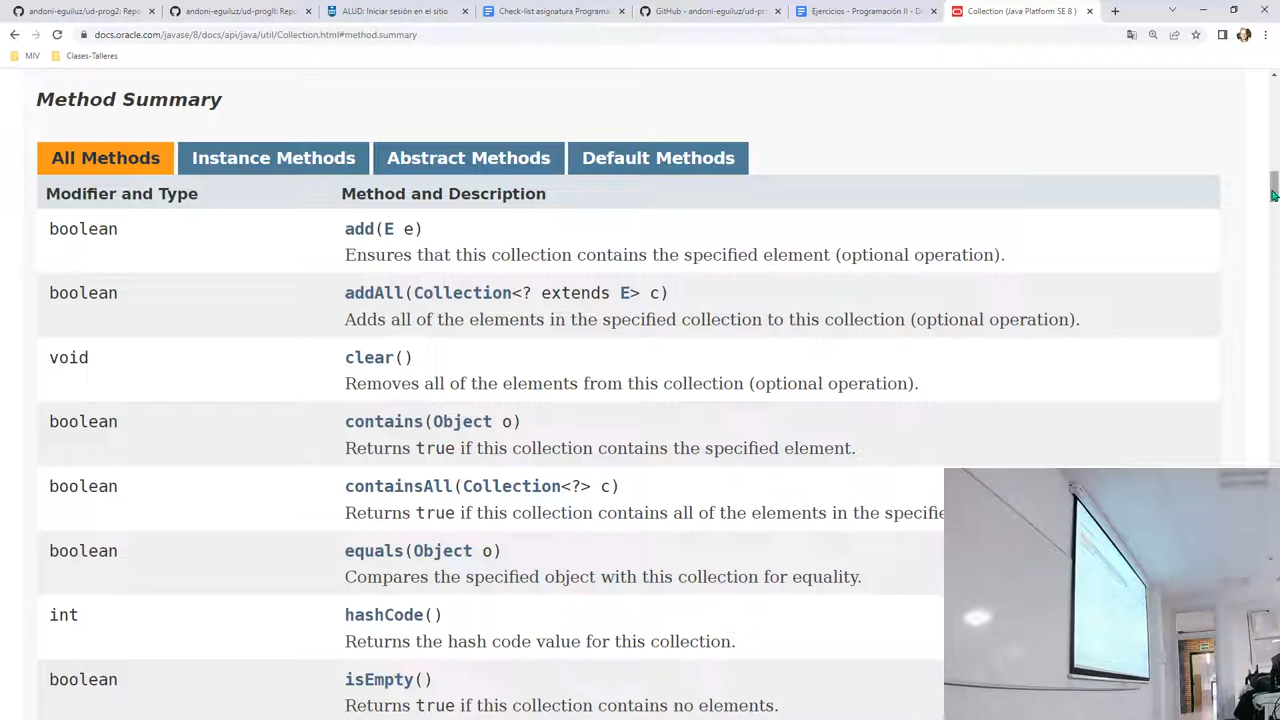 andoni-eguiluz/ud-prog2: Repo
andoni-eguiluz/ud-progII: Repo
ALUD: Iniciar sesión en el sitio
Check-list asignatura Programa
GitHub - andoni-eguiluz/ud-pr
Ejercicios - Programación II - D
Collection (Java Platform SE 8 )
docs.oracle.com/javase/8/docs/api/java/util/Collection.html#method.summary
MIV
Clases-Talleres
Method Summary
All Methods Instance Methods Abstract Methods Default Methods
Modifier and Type Method and Description
boolean add(E e)
Ensures that this collection contains the specified element (optional operation).
boolean addAll(Collection<? extends E> c)
Adds all of the elements in the specified collection to this collection (optional operation).
void clear()
Removes all of the elements from this collection (optional operation).
boolean contains(Object o)
Returns true if this collection contains the specified element.
boolean containsAll(Collection<?> c)
Returns true if this collection contains all of the elements in the specifie
boolean equals(Object o)
Compares the specified object with this collection for equality.
int hashCode()
Returns the hash code value for this collection.
boolean isEmpty()
Returns true if this collection contains no elements.